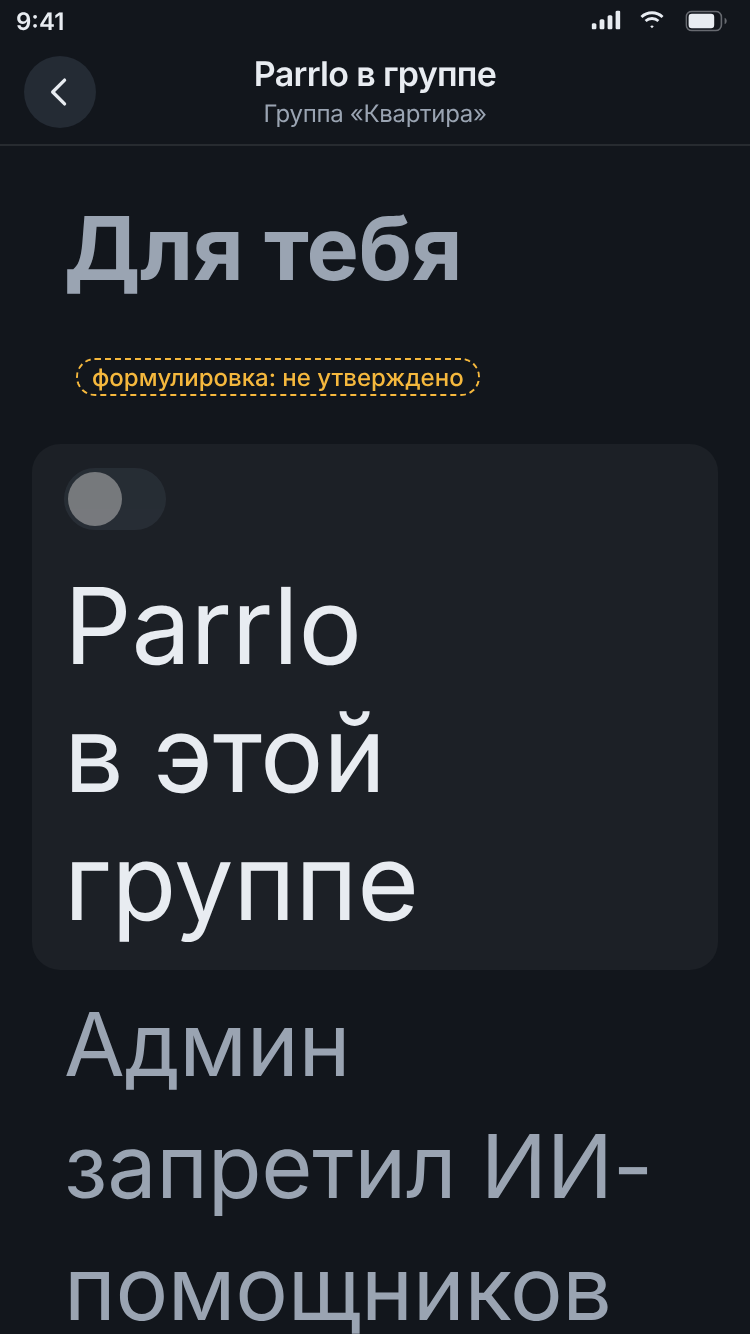 9:41
Parrlo в группе
Группа «Квартира»
Для тебя
формулировка: не утверждено
Parrlo
в этой
группе
Админ
запретил ИИ-
помощников